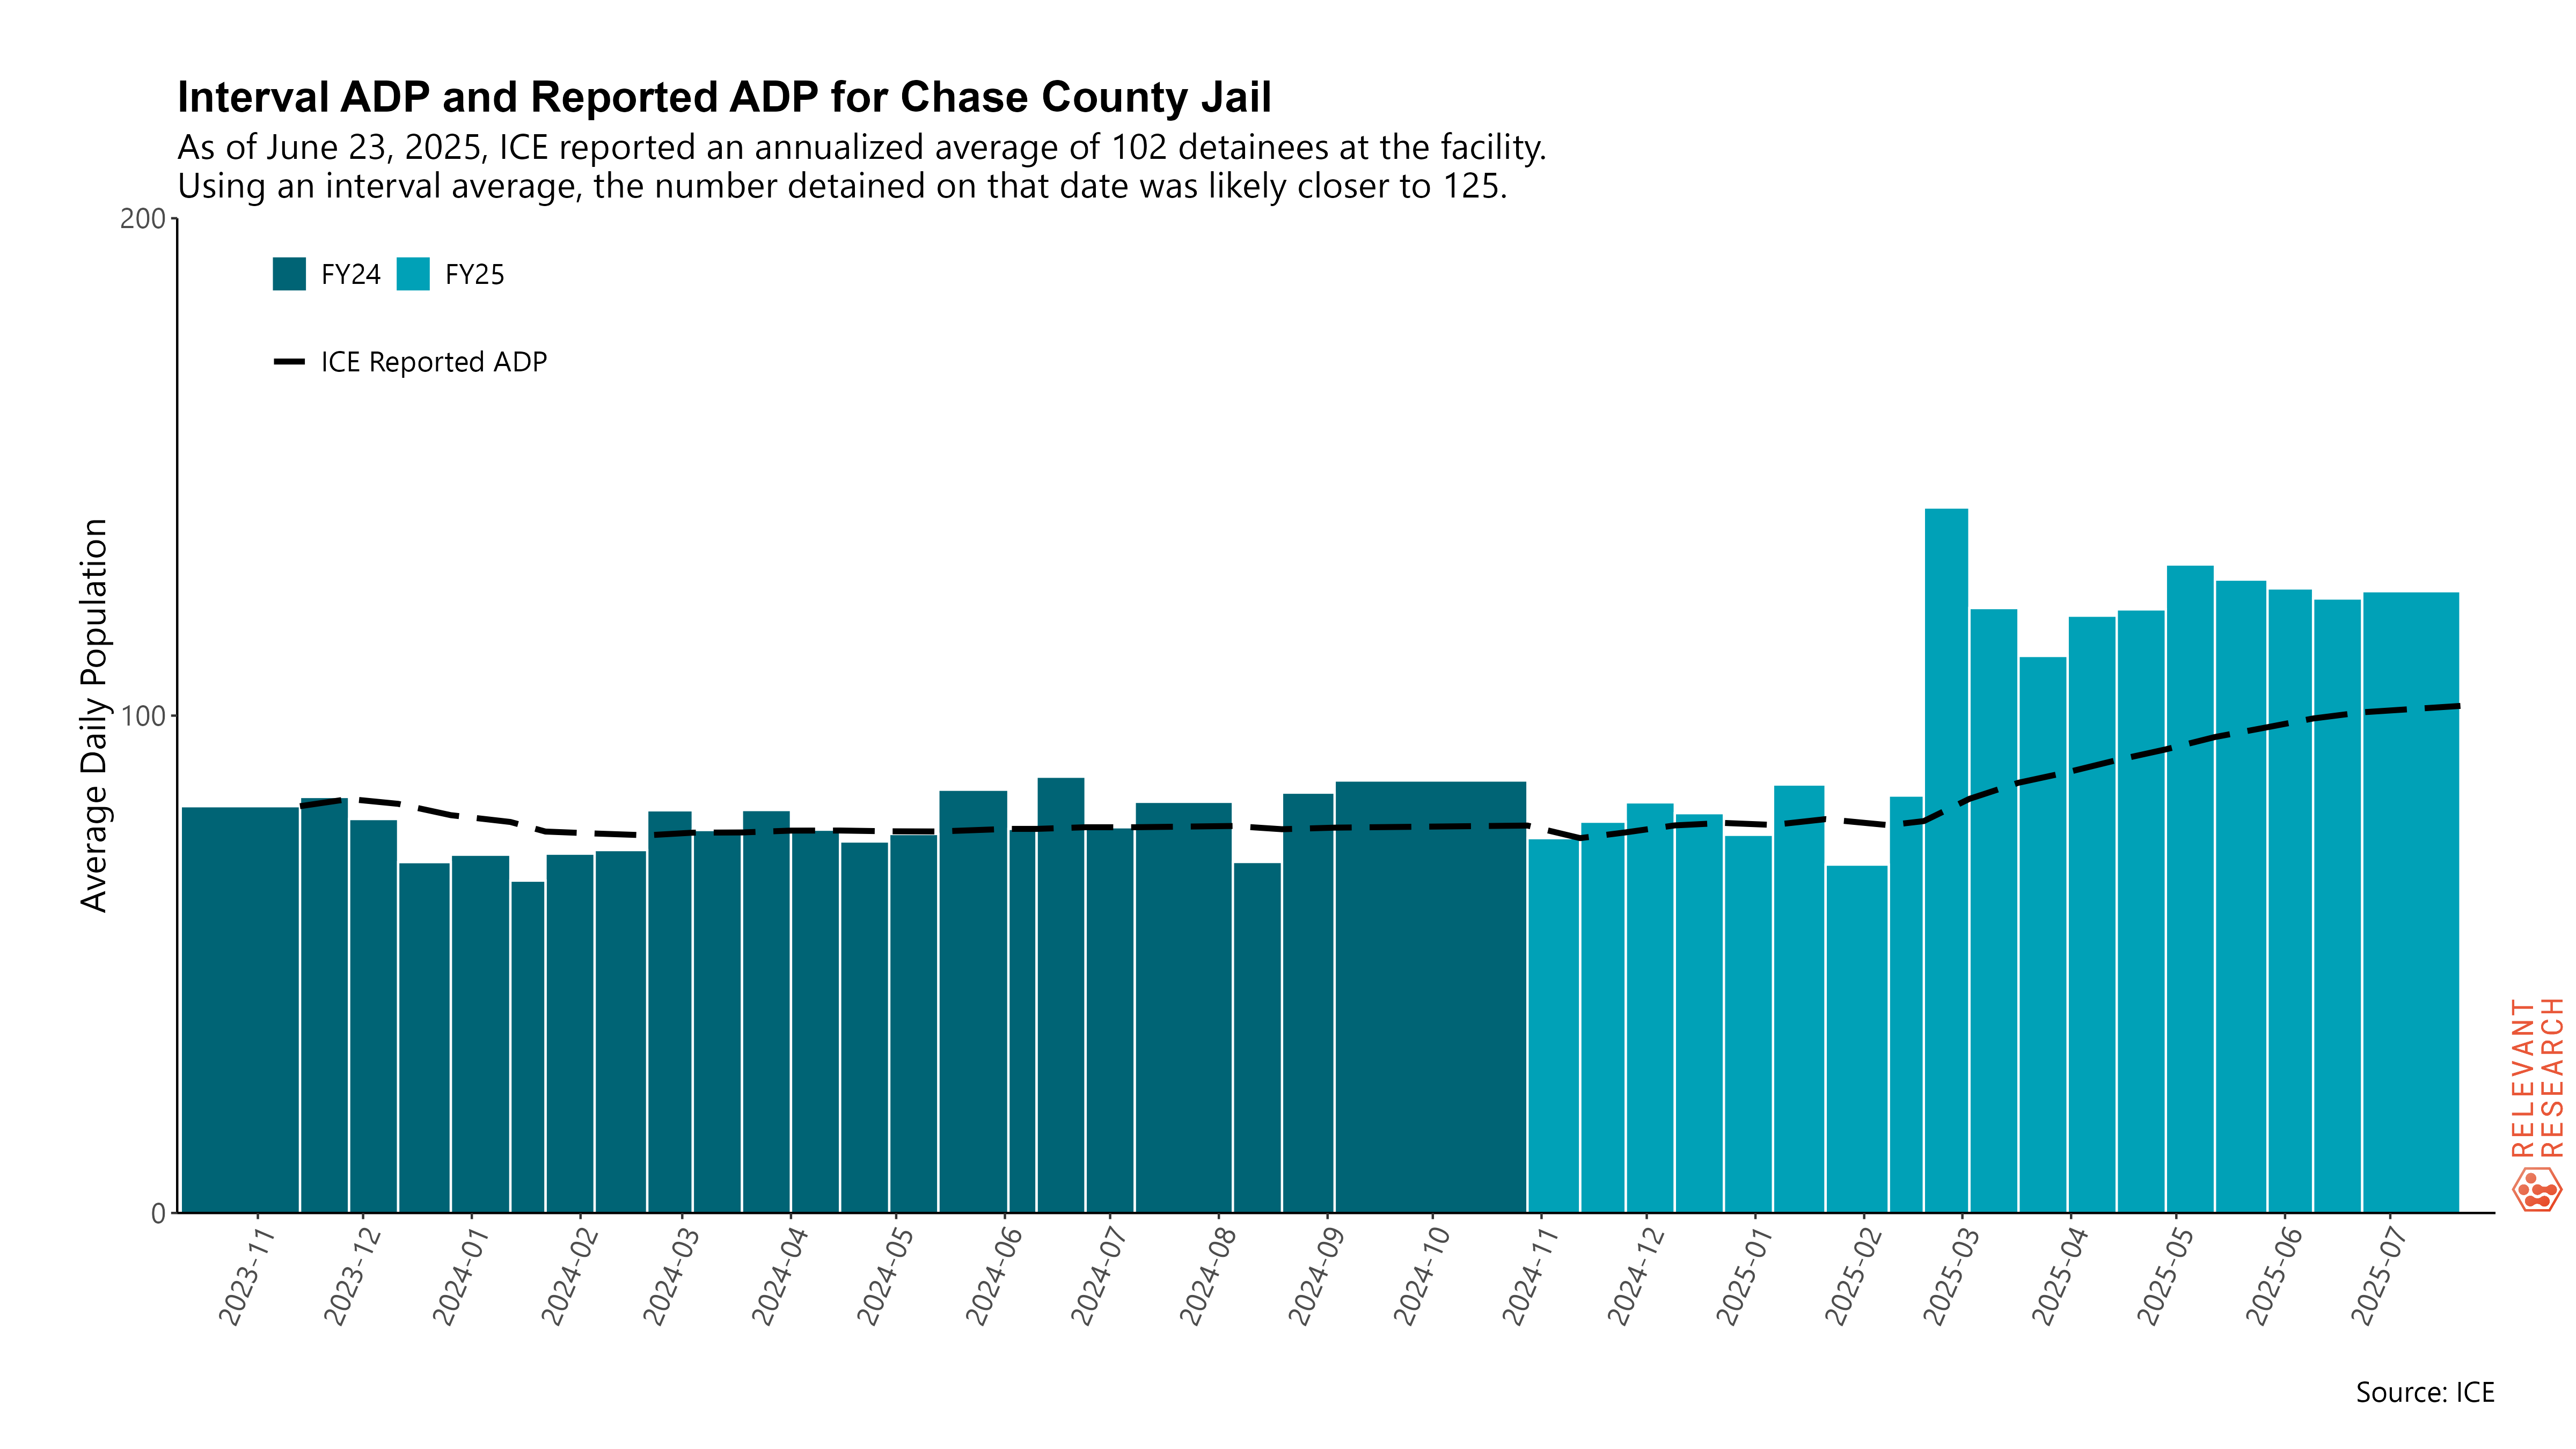 Interval ADP and Reported ADP for Chase County Jail
As of June 23, 2025, ICE reported an annualized average of 102 detainees at the facility.
Using an interval average, the number detained on that date was likely closer to 125.
200
FY24
FY25
ICE Reported ADP
Average Daily Population
100
0
2023-11
2023-12
2024-01
2024-02
2024-03
2024-04
2024-05
2024-06
2024-07
2024-08
2024-09
2024-10
2024-11
2024-12
2025-01
2025-02
2025-03
2025-04
2025-05
2025-06
2025-07
RELEVANT
RESEARCH
Source: ICE